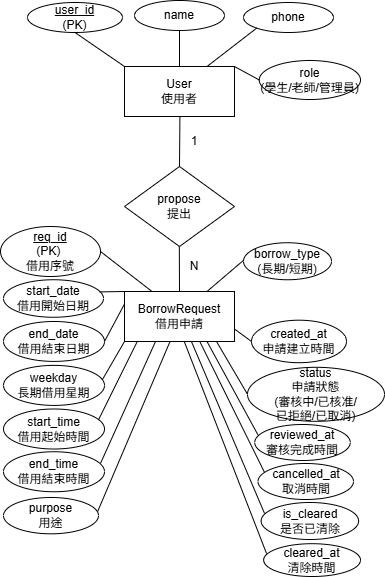 user_id
(PK)
name
phone
role
(學生/老師/管理員)
User
使用者
1
propose
提出
N
req_id
(PK)
借用序號
borrow_type
(長期/短期)
start_date
借用開始日期
BorrowRequest
借用申請
end_date
借用結束日期
created_at
申請建立時間
weekday
長期借用星期
status
申請狀態
(審核中/已核准/
已拒絕/已取消)
start_time
借用起始時間
reviewed_at
審核完成時間
end_time
借用結束時間
cancelled_at
取消時間
purpose
用途
is_cleared
是否已清除
cleared_at
清除時間